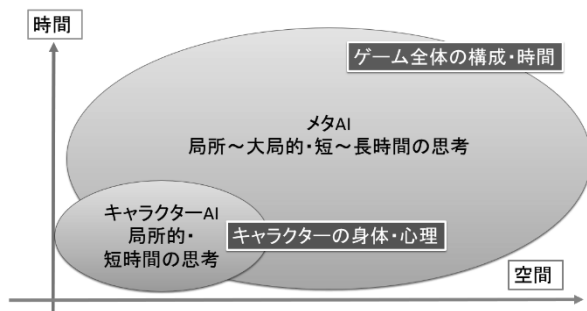 時間
ゲーム全体の構成・時間
メタAI
局所～大局的・短～長時間の思考
キャラクターAI
局所的・
短時間の思考
キャラクターの身体・心理
空間